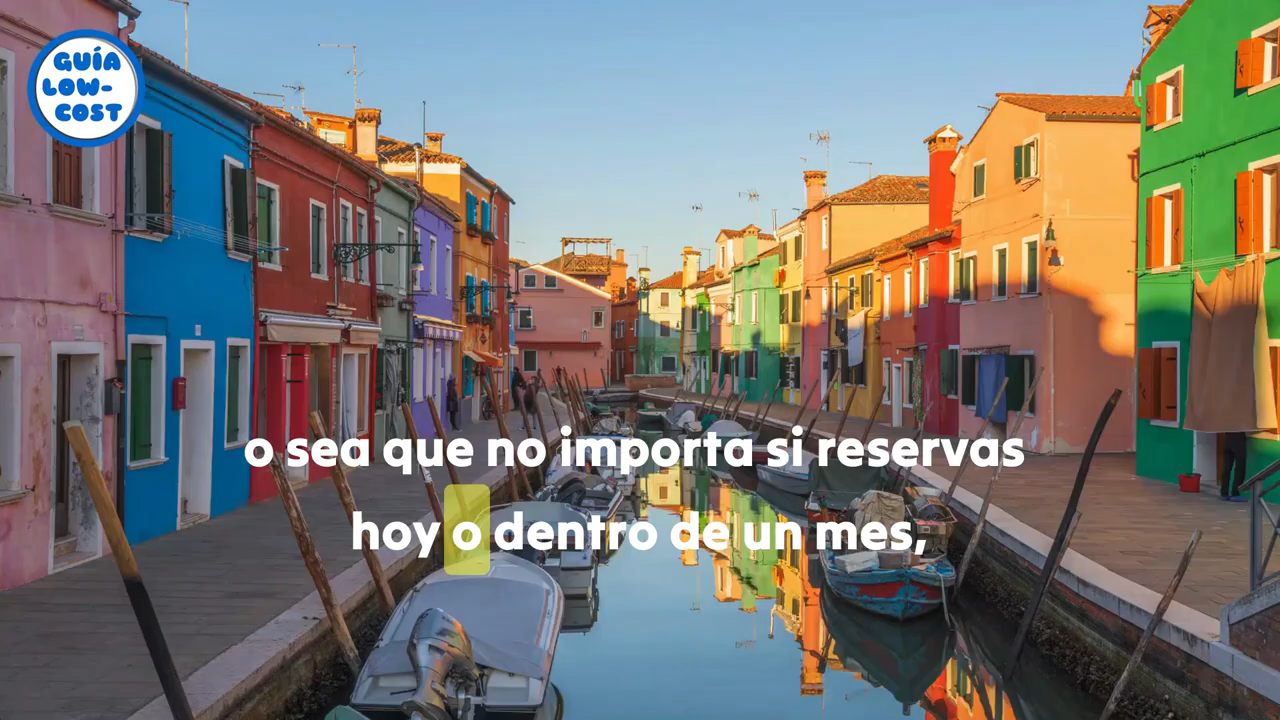 GUÍA
LOW-
COST
o sea que no importa si reservas
hoy o dentro de un mes,